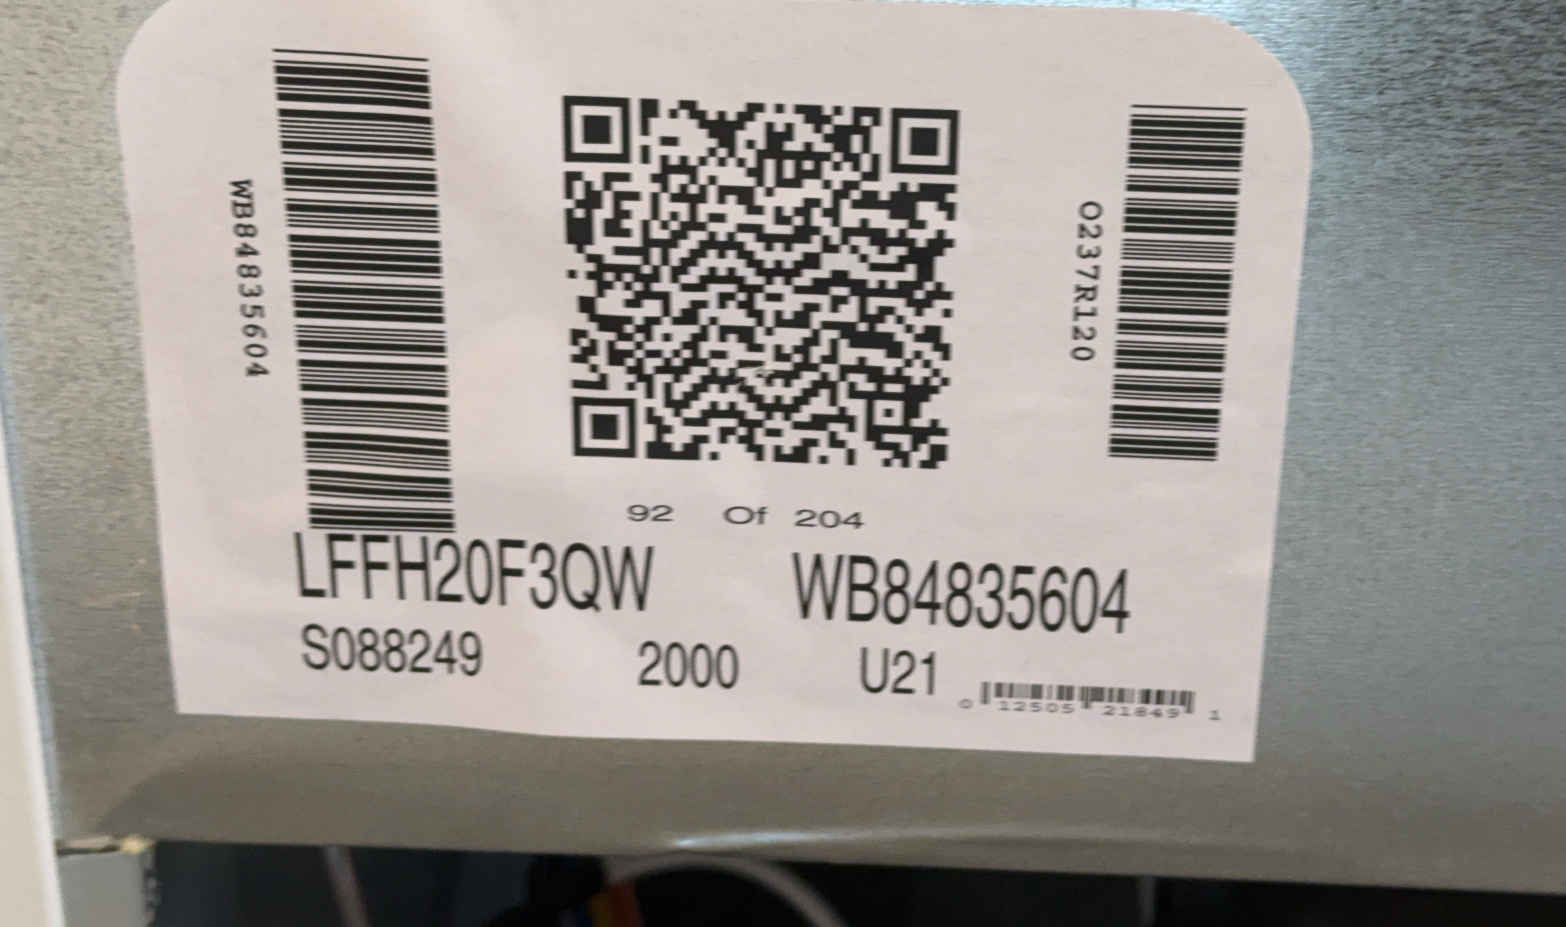 WB84835604
O237R120
92 Of 204
LFFH20F3QW WB84835604
S088249 2000 U21
0 12505 21849 1